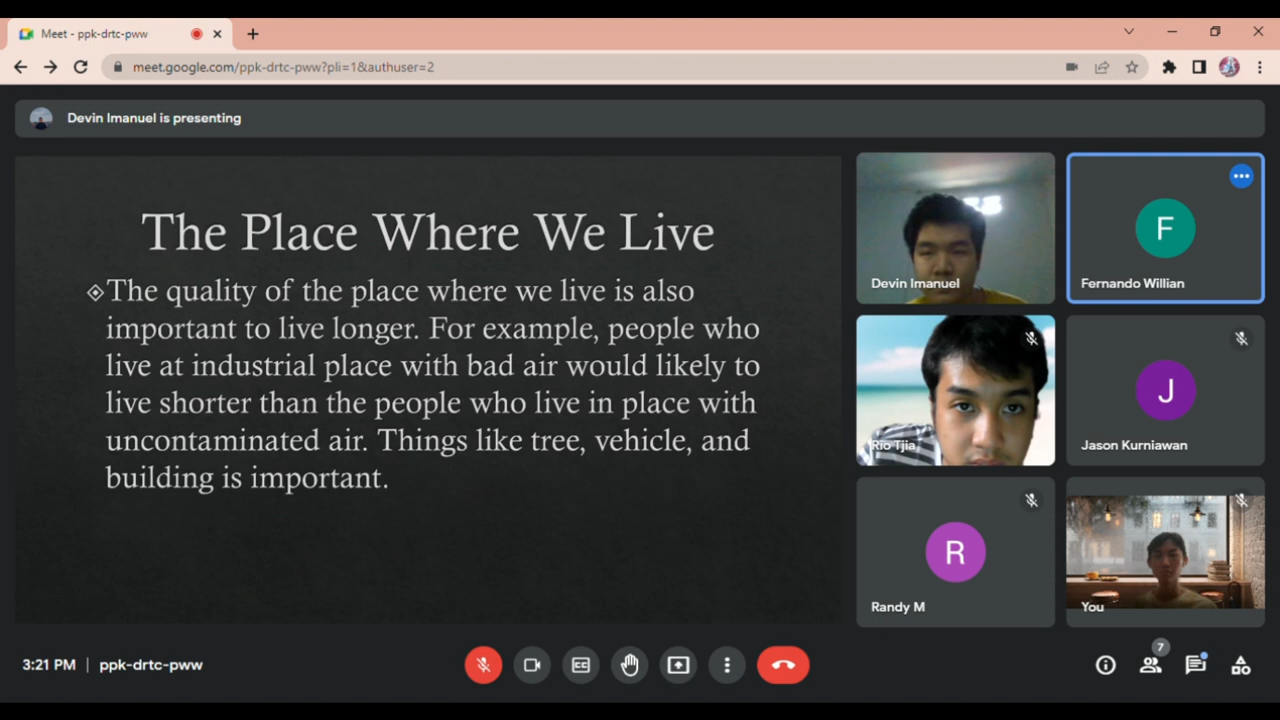 Meet - ppk-drtc-pww
meet.google.com/ppk-drtc-pww?pli=1&authuser=2
Devin Imanuel is presenting
The Place Where We Live
The quality of the place where we live is also
important to live longer. For example, people who
live at industrial place with bad air would likely to
live shorter than the people who live in place with
uncontaminated air. Things like tree, vehicle, and
building is important.
Devin Imanuel
F
Fernando Willian
Rio Tjia
J
Jason Kurniawan
R
Randy M
You
3:21 PM | ppk-drtc-pww
CC
7